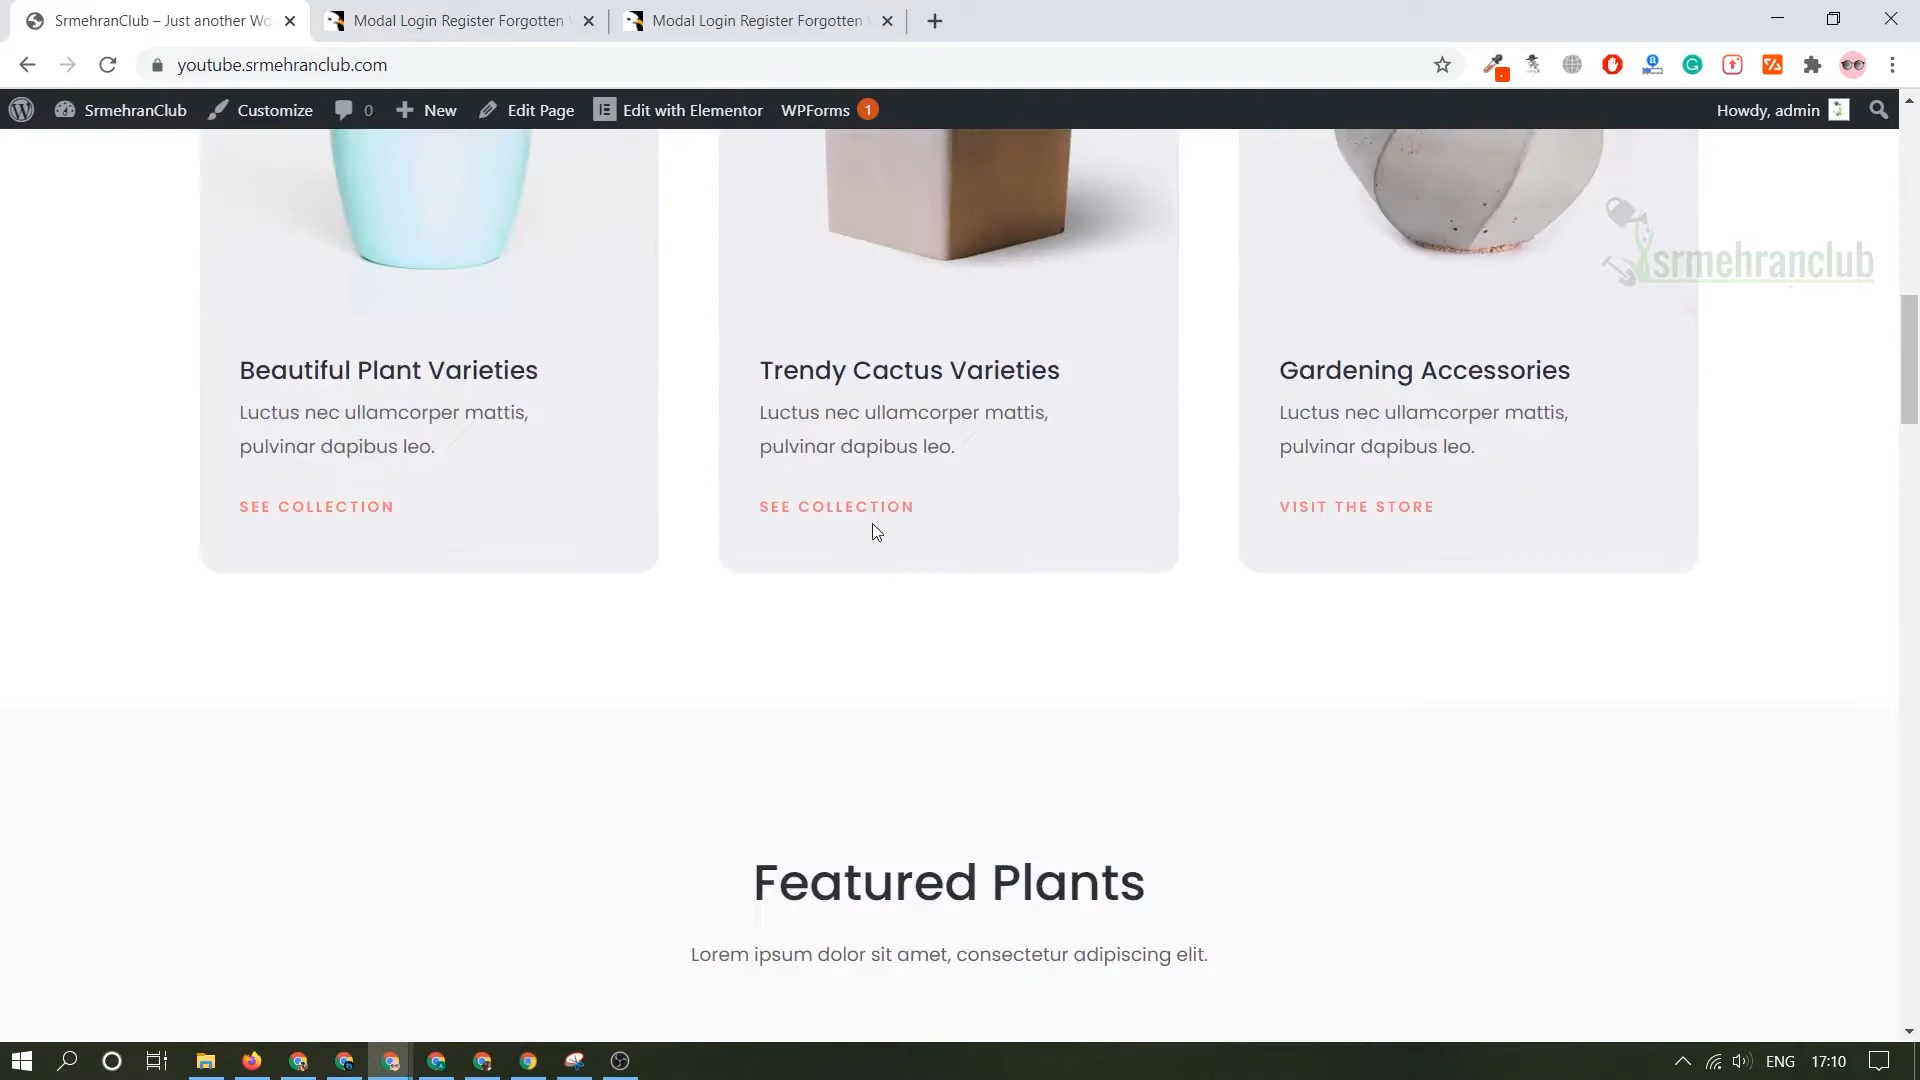 SrmehranClub – Just another Wo
Modal Login Register Forgotten
Modal Login Register Forgotten
youtube.srmehranclub.com
SrmehranClub Customize 0 New Edit Page Edit with Elementor WPForms 1 Howdy, admin
srmehranclub
Beautiful Plant Varieties
Luctus nec ullamcorper mattis,
pulvinar dapibus leo.
SEE COLLECTION
Trendy Cactus Varieties
Luctus nec ullamcorper mattis,
pulvinar dapibus leo.
SEE COLLECTION
Gardening Accessories
Luctus nec ullamcorper mattis,
pulvinar dapibus leo.
VISIT THE STORE
Featured Plants
Lorem ipsum dolor sit amet, consectetur adipiscing elit.
ENG 17:10